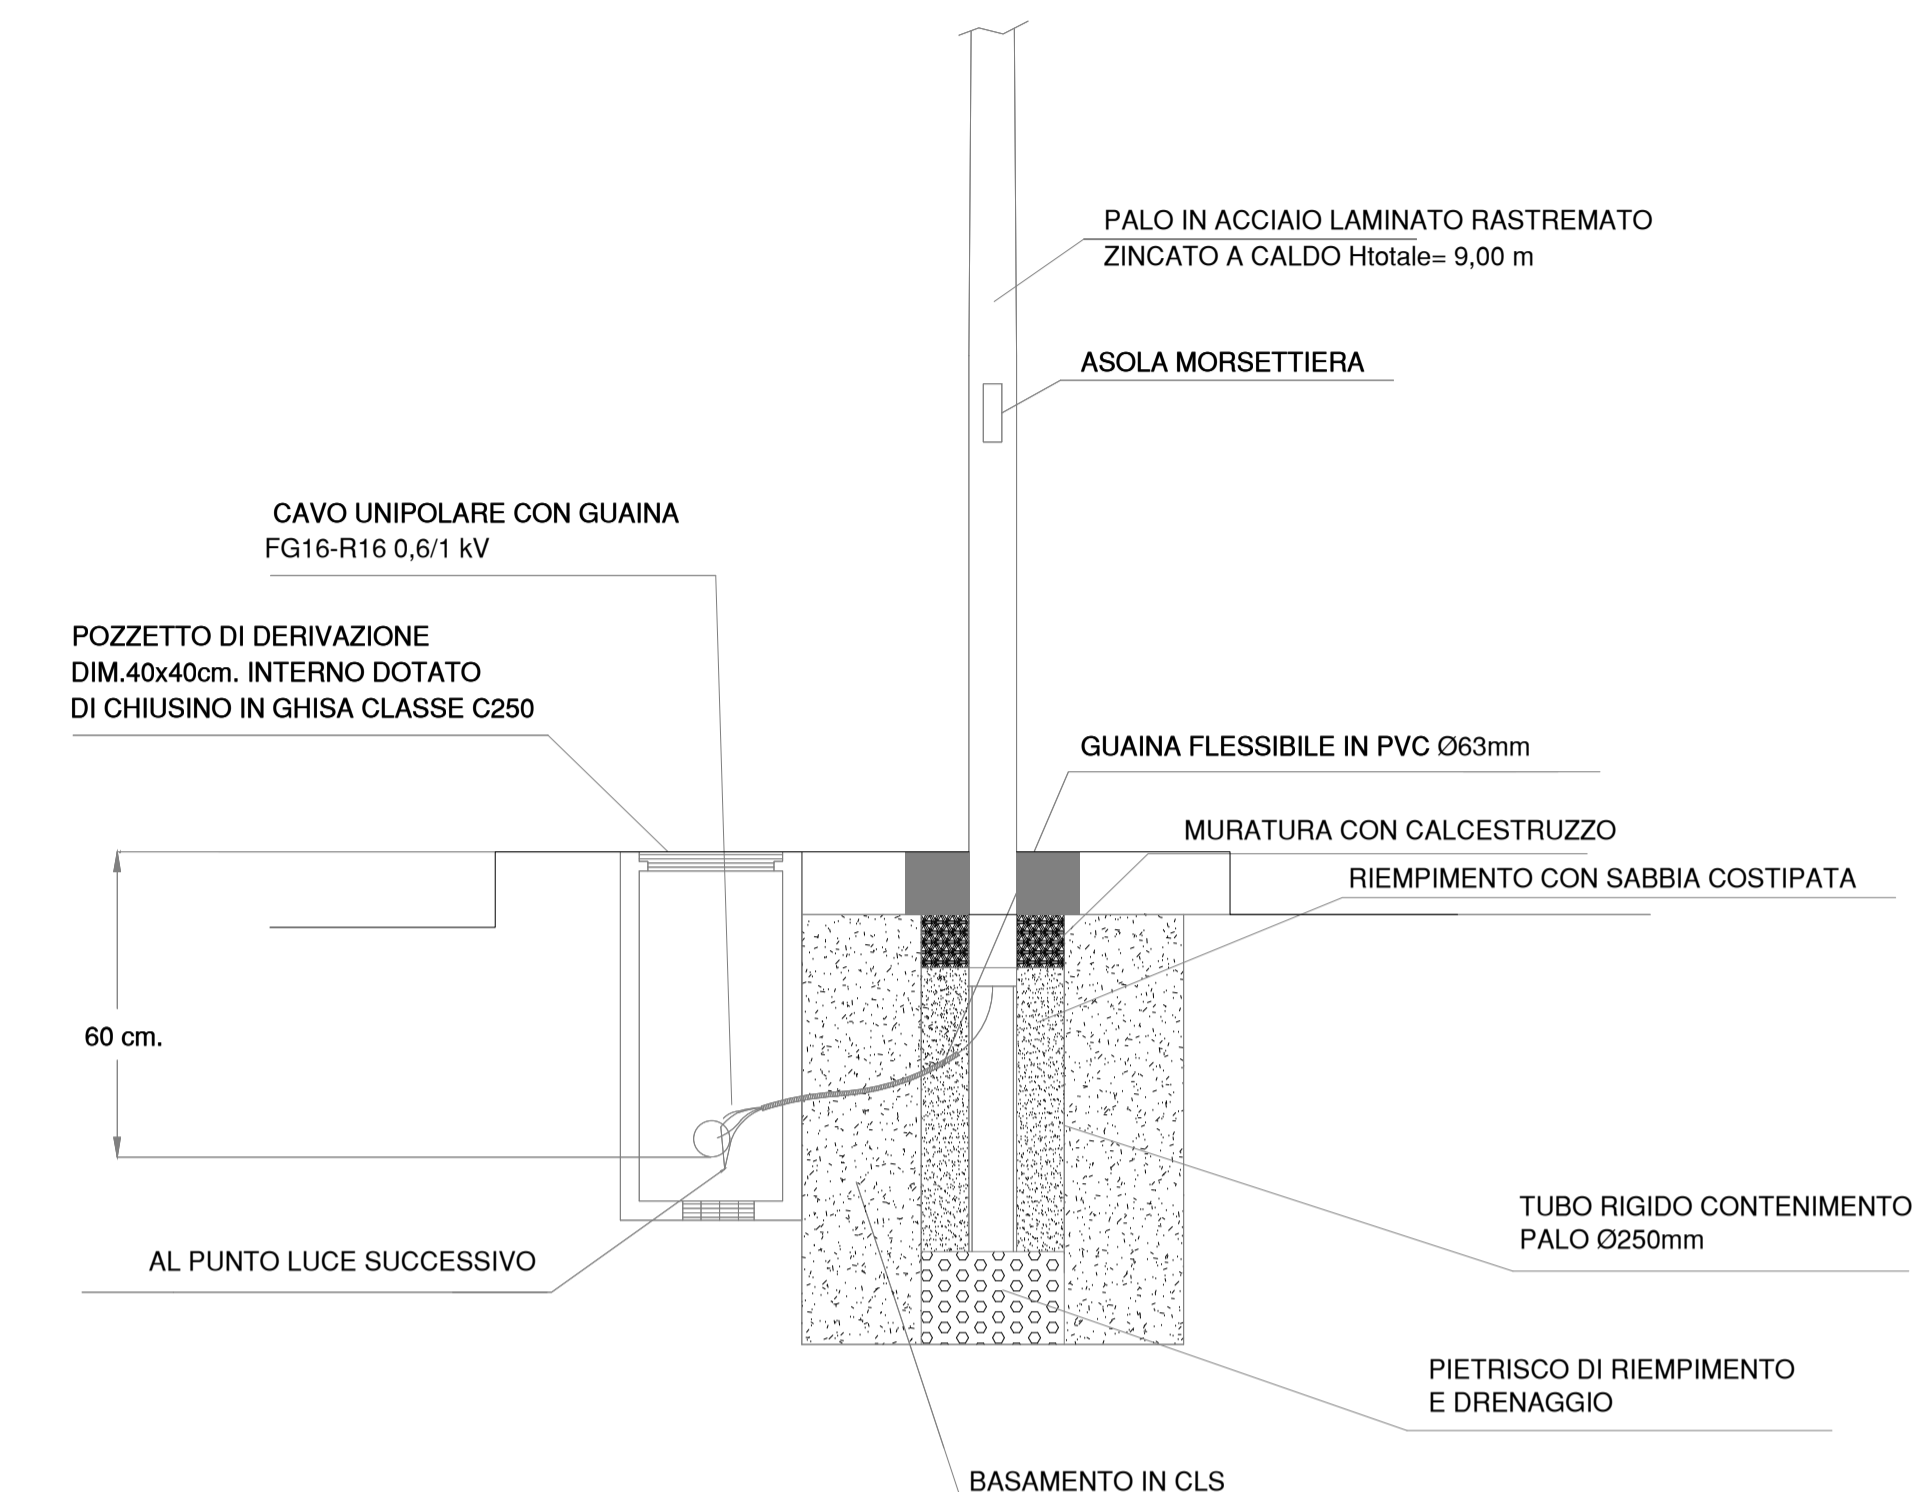 PALO IN ACCIAIO LAMINATO RASTREMATO
ZINCATO A CALDO Htotale= 9,00 m
ASOLA MORSETTIERA
CAVO UNIPOLARE CON GUAINA
FG16-R16 0,6/1 kV
POZZETTO DI DERIVAZIONE
DIM.40x40cm. INTERNO DOTATO
DI CHIUSINO IN GHISA CLASSE C250
GUAINA FLESSIBILE IN PVC Ø63mm
MURATURA CON CALCESTRUZZO
RIEMPIMENTO CON SABBIA COSTIPATA
60 cm.
TUBO RIGIDO CONTENIMENTO
PALO Ø250mm
AL PUNTO LUCE SUCCESSIVO
PIETRISCO DI RIEMPIMENTO
E DRENAGGIO
BASAMENTO IN CLS